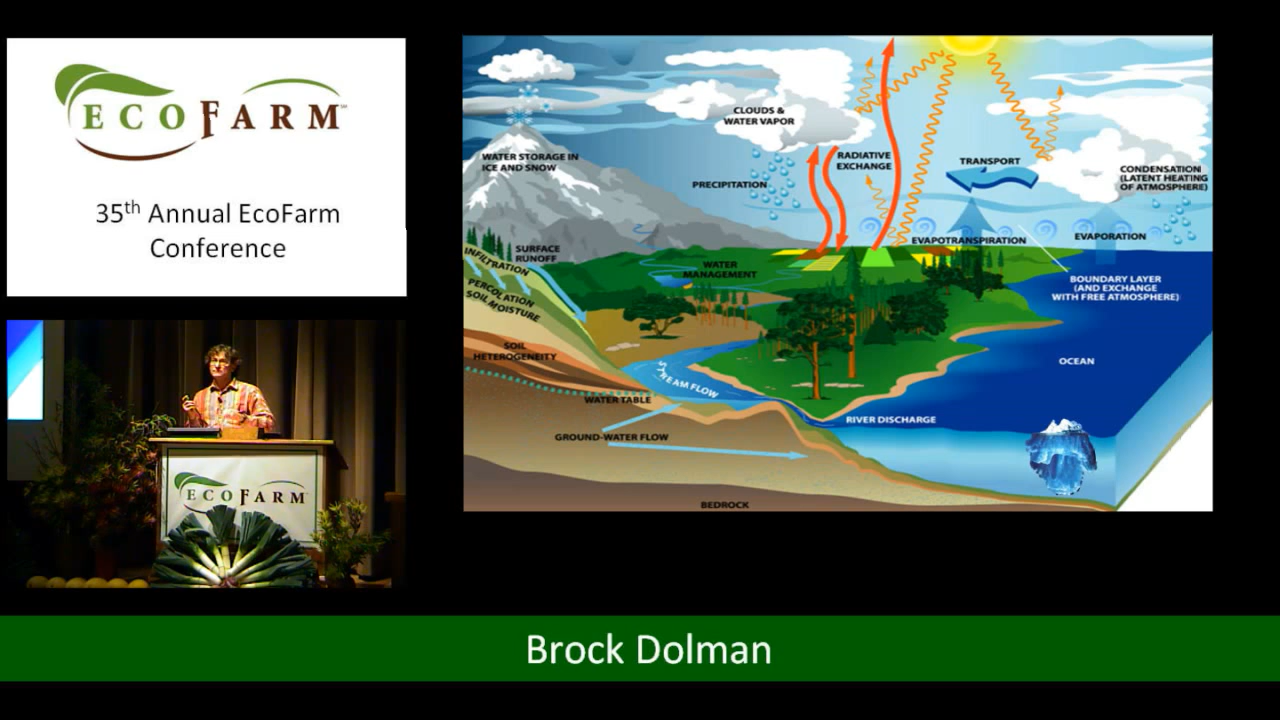 ECOFARM℠
35th Annual EcoFarm
Conference
ECOFARM
CLOUDS &
WATER VAPOR
WATER STORAGE IN
ICE AND SNOW
RADIATIVE
EXCHANGE
TRANSPORT
CONDENSATION
(LATENT HEATING
OF ATMOSPHERE)
PRECIPITATION
EVAPOTRANSPIRATION
EVAPORATION
SURFACE
RUNOFF
INFILTRATION
WATER
MANAGEMENT
PERCOLATION
SOIL MOISTURE
BOUNDARY LAYER
(AND EXCHANGE
WITH FREE ATMOSPHERE)
SOIL
HETEROGENEITY
OCEAN
STREAM FLOW
WATER TABLE
RIVER DISCHARGE
GROUND-WATER FLOW
BEDROCK
Brock Dolman